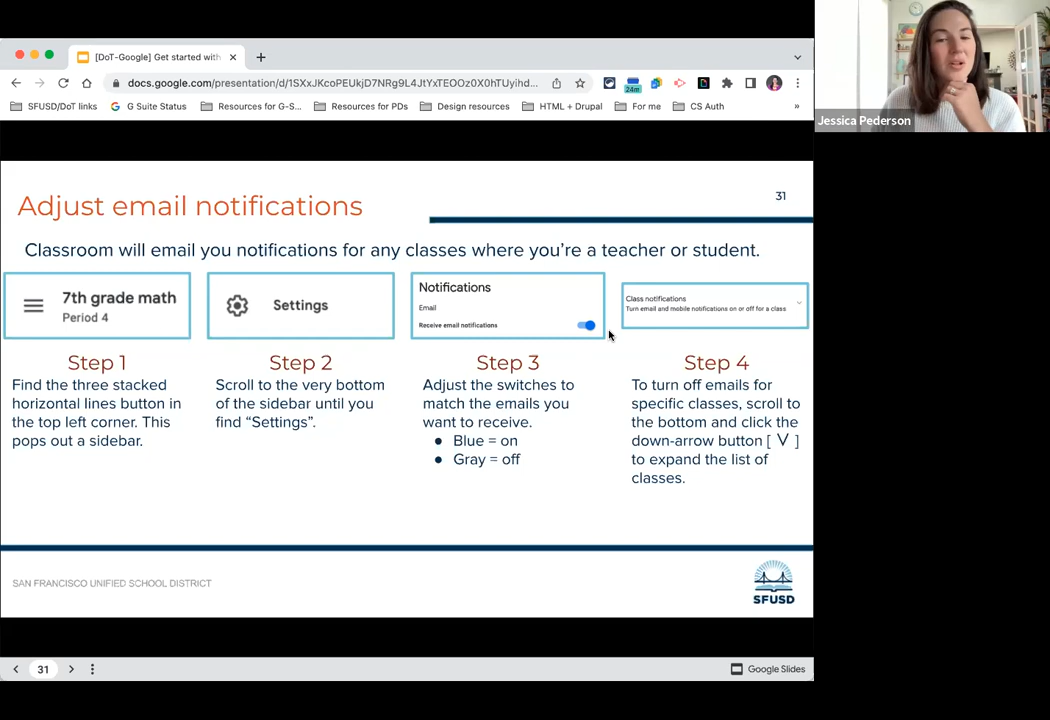 [DoT-Google] Get started with
docs.google.com/presentation/d/1SXxJKcoPEUkjD7NRg9L4JtYxTEOOz0X0hTUyihd...
24m
SFUSD/DoT links
G Suite Status
Resources for G-S...
Resources for PDs
Design resources
HTML + Drupal
For me
CS Auth
»
Jessica Pederson
31
Adjust email notifications
Classroom will email you notifications for any classes where you're a teacher or student.
7th grade math
Period 4
Settings
Notifications
Email
Receive email notifications
Class notifications
Turn email and mobile notifications on or off for a class
Step 1
Find the three stacked
horizontal lines button in
the top left corner. This
pops out a sidebar.
Step 2
Scroll to the very bottom
of the sidebar until you
find “Settings”.
Step 3
Adjust the switches to
match the emails you
want to receive.
● Blue = on
● Gray = off
Step 4
To turn off emails for
specific classes, scroll to
the bottom and click the
down-arrow button [ V ]
to expand the list of
classes.
SAN FRANCISCO UNIFIED SCHOOL DISTRICT
SFUSD
31
Google Slides